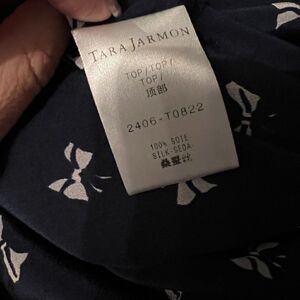 TARA JARMON
TOP/TOP/
TOP/
顶部
2406-T0822
100% SOIE
SILK-SEDA-
桑蚕丝